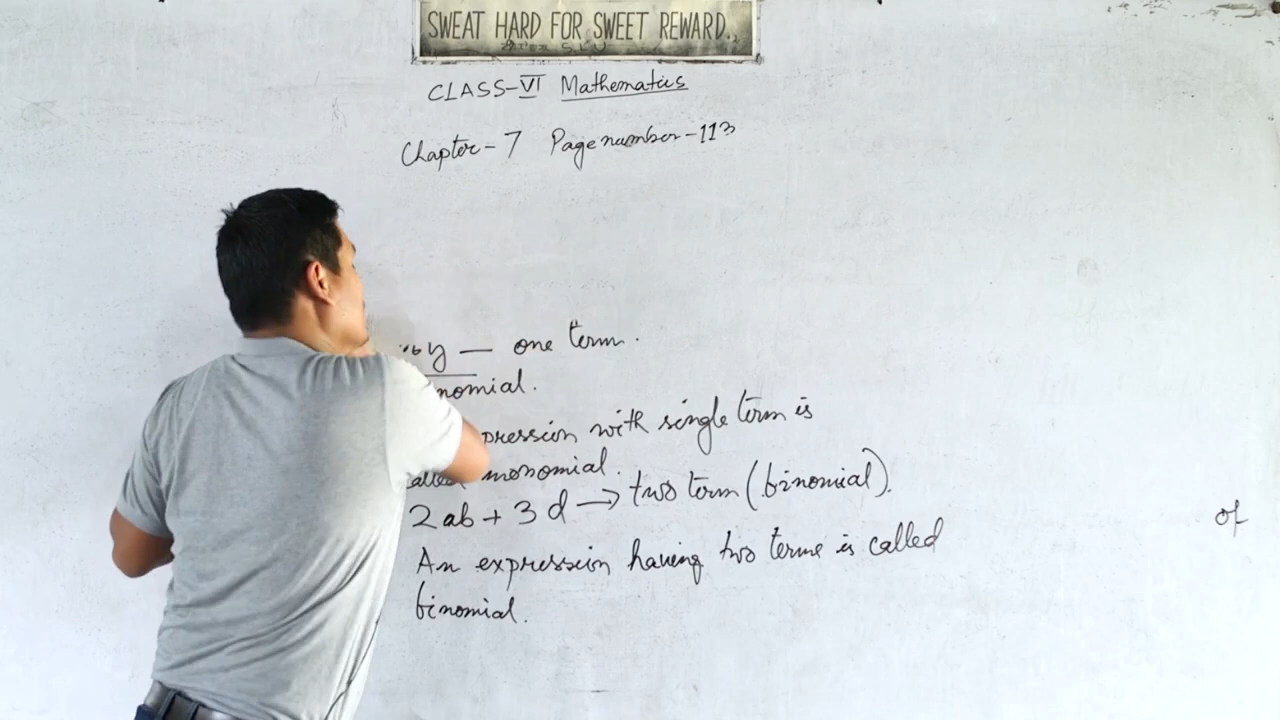 SWEAT HARD FOR SWEET REWARD..
CLASS-VI Mathematics
Chapter-7 Page number-113
y — one term.
nomial.
pression with single term is
called monomial.
2ab + 3d → two term (binomial).
An expression having two terms is called
binomial.
of